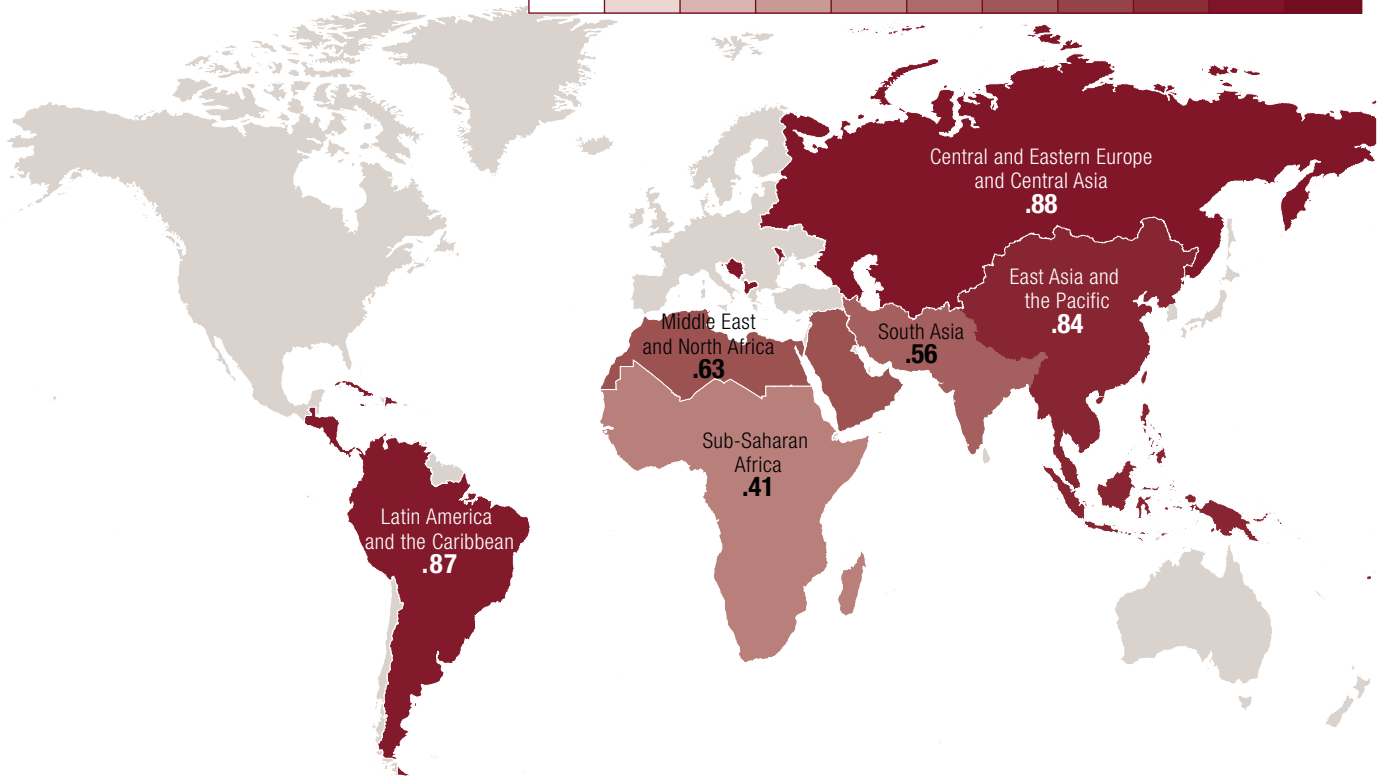 Central and Eastern Europe
and Central Asia
.88
East Asia and
the Pacific
.84
Middle East
and North Africa
.63
South Asia
.56
Sub-Saharan
Africa
.41
Latin America
and the Caribbean
.87